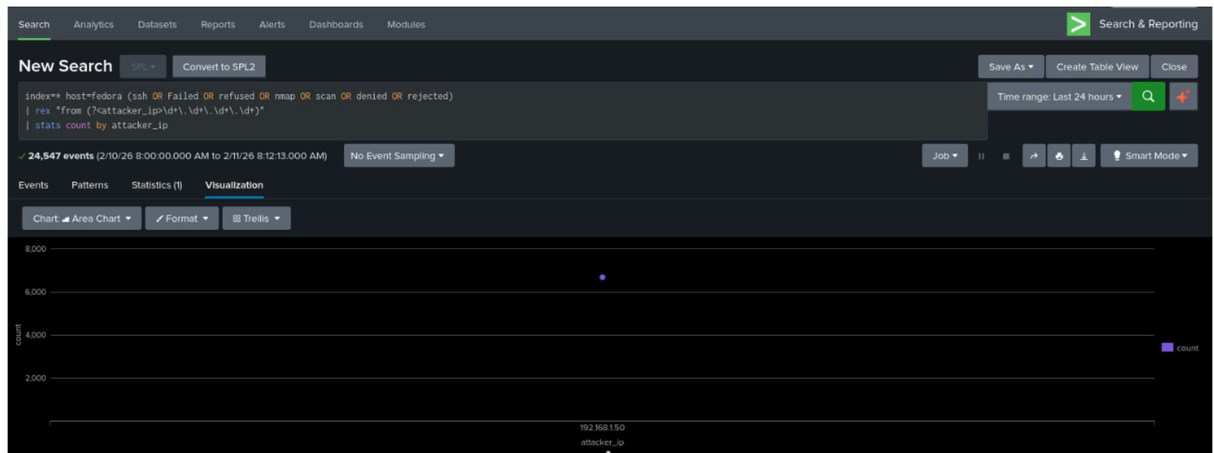 Search Analytics Datasets Reports Alerts Dashboards Modules Search & Reporting
New Search SPL Convert to SPL2 Save As Create Table View Close
index=* host=fedora (ssh OR Failed OR refused OR nmap OR scan OR denied OR rejected)
| rex "from (?<attacker_ip>\d+\.\d+\.\d+\.\d+)"
| stats count by attacker_ip
Time range: Last 24 hours
24,547 events (2/10/26 8:00:00.000 AM to 2/11/26 8:12:13.000 AM) No Event Sampling Job Smart Mode
Events Patterns Statistics (1) Visualization
Chart: Area Chart Format Trellis
8,000
6,000
4,000
2,000
count
count
192.168.1.50
attacker_ip